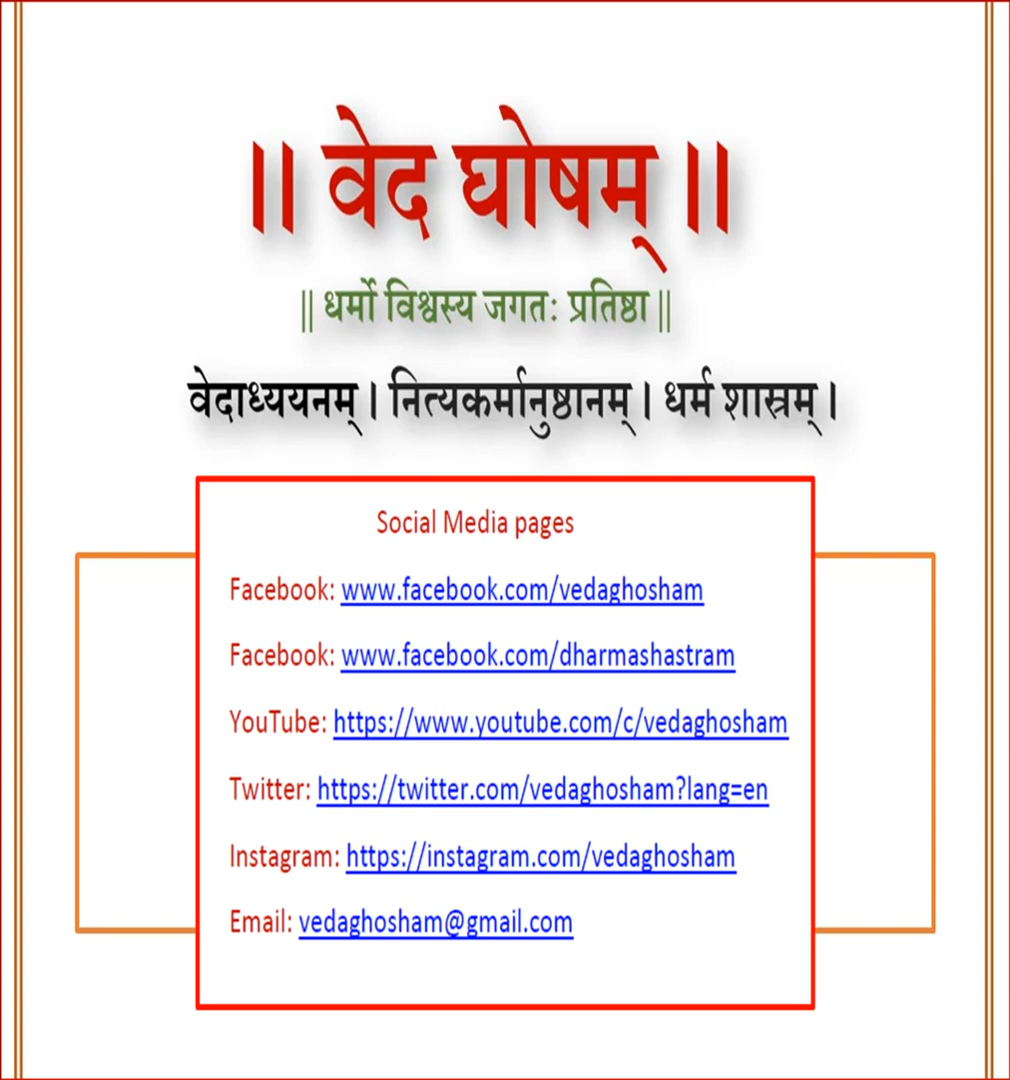 ॥ वेद घोषम् ॥
॥ धर्मो विश्वस्य जगतः प्रतिष्ठा ॥
वेदाध्ययनम् । नित्यकर्मानुष्ठानम् । धर्म शास्त्रम् ।
Social Media pages
Facebook: www.facebook.com/vedaghosham
Facebook: www.facebook.com/dharmashastram
YouTube: https://www.youtube.com/c/vedaghosham
Twitter: https://twitter.com/vedaghosham?lang=en
Instagram: https://instagram.com/vedaghosham
Email: vedaghosham@gmail.com